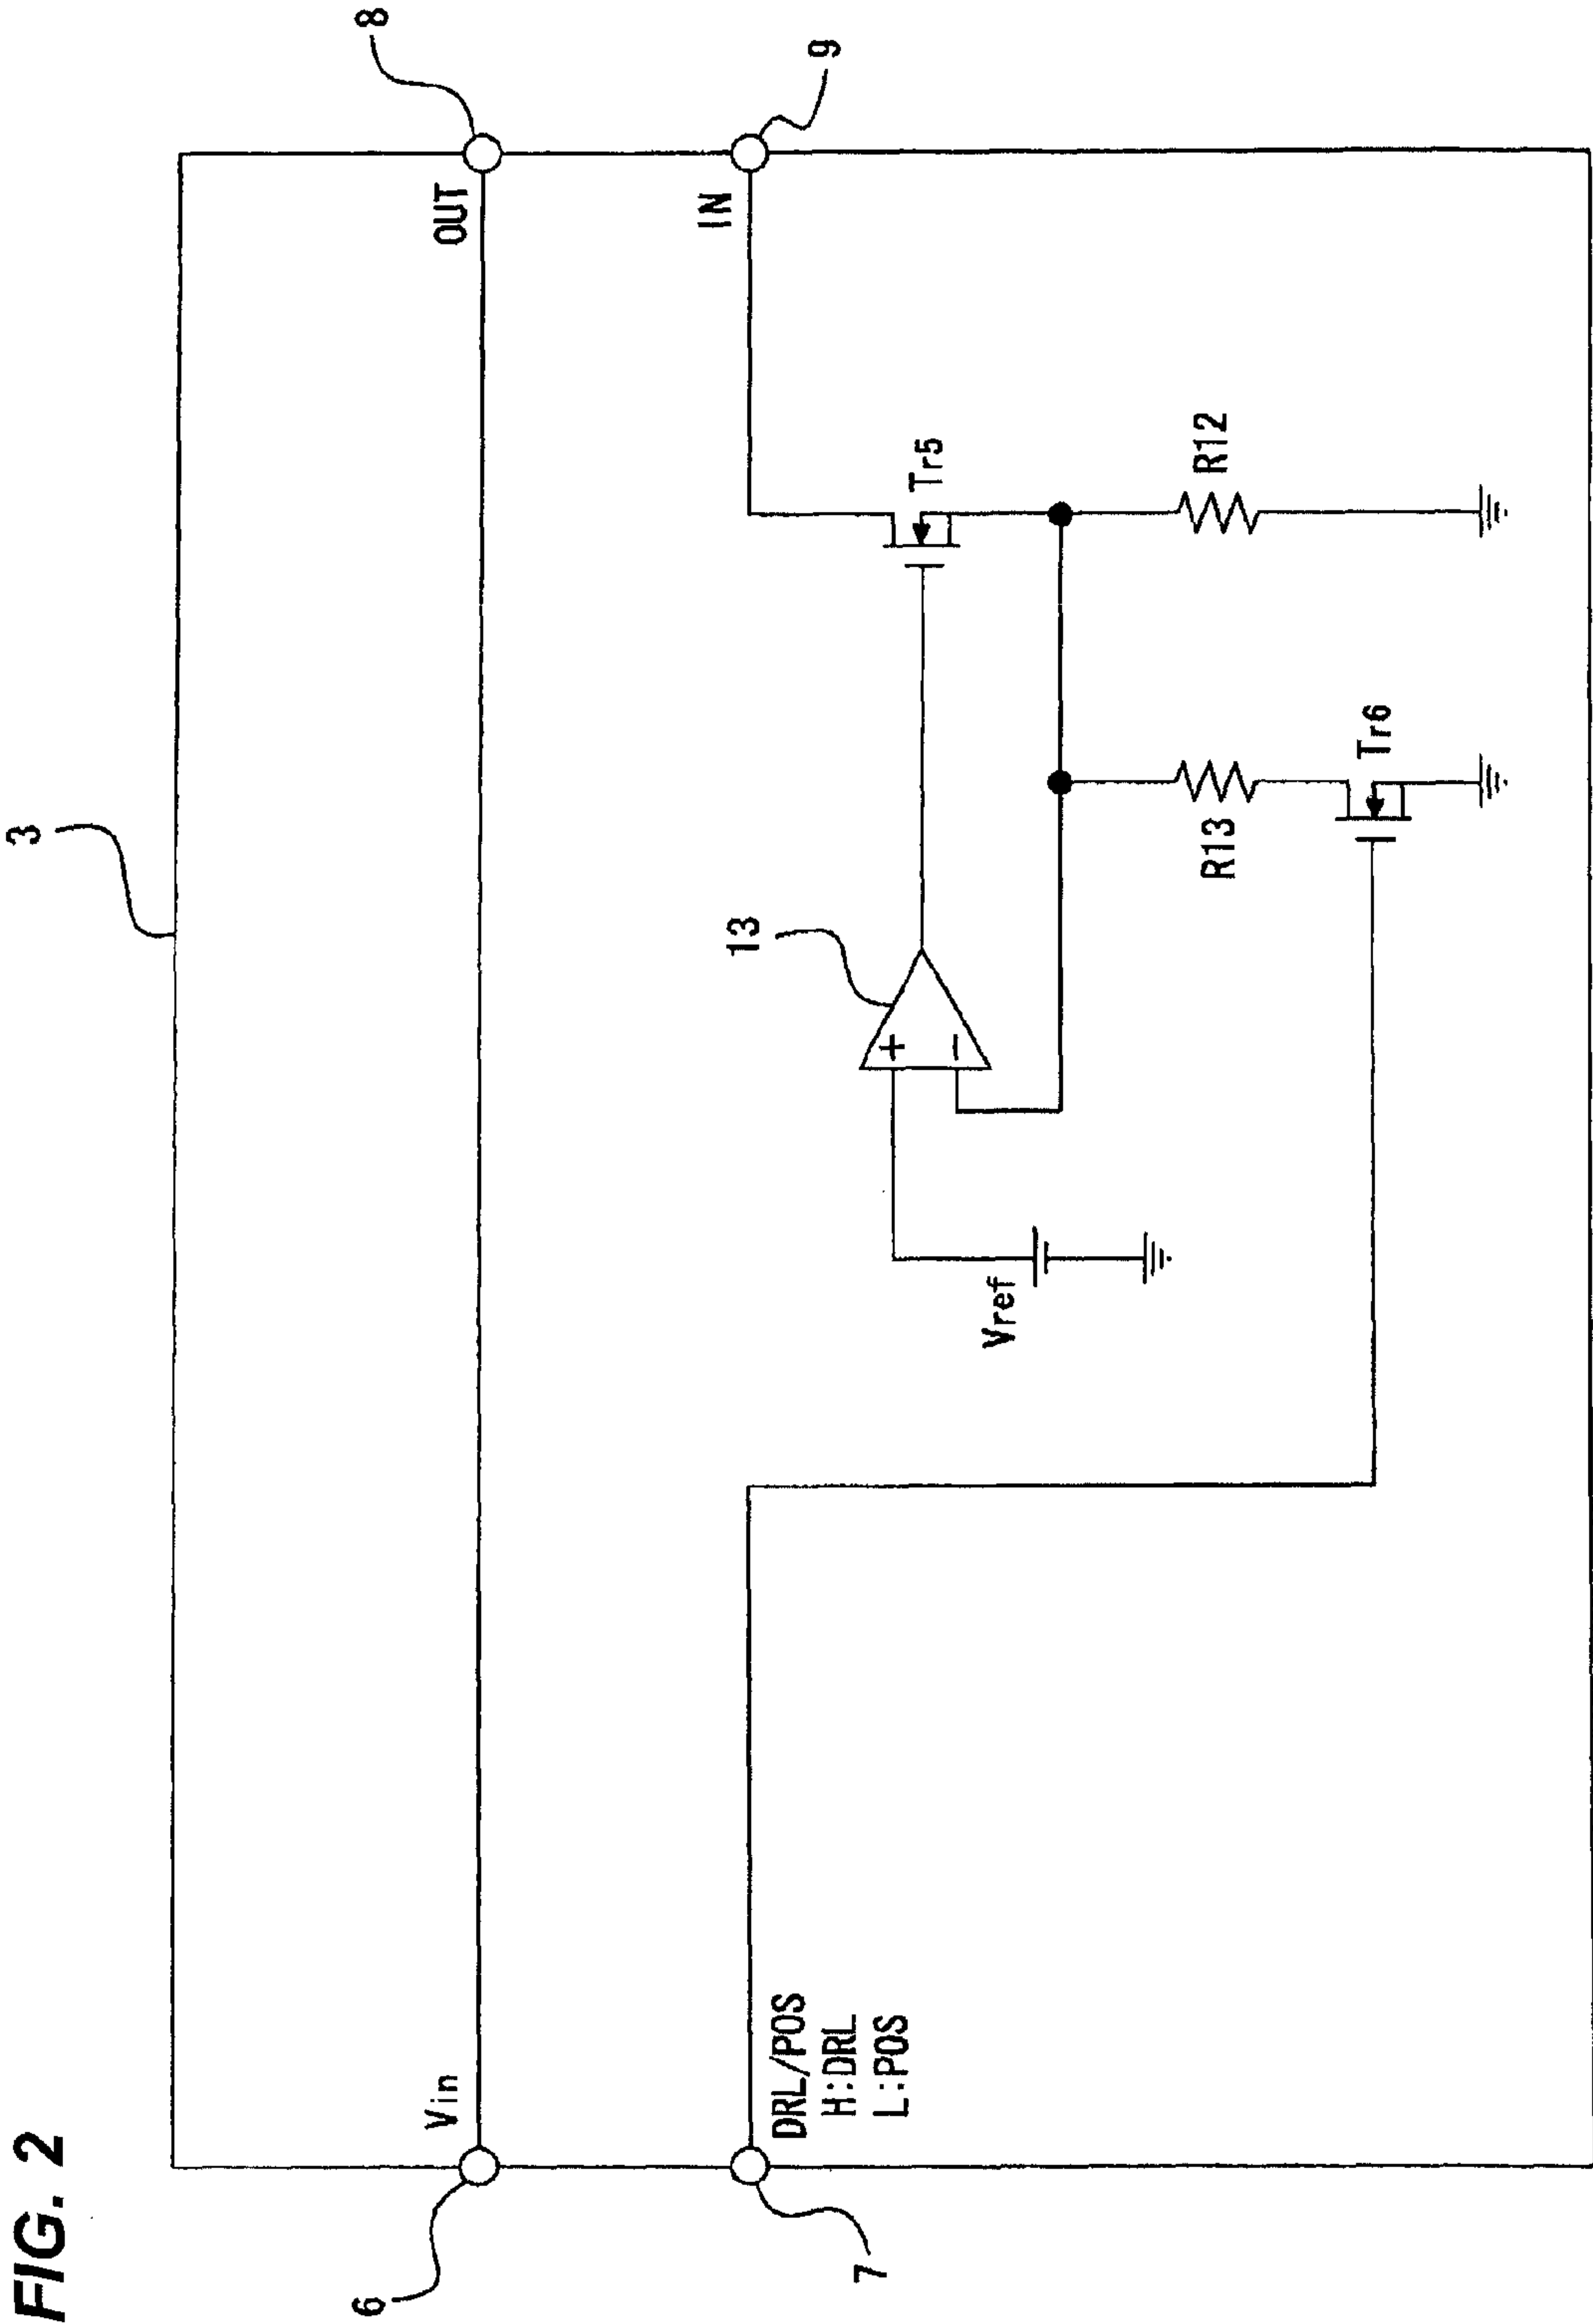 FIG. 2
3
8
6
Vin
OUT
7
DRL/POS
H:DRL
L:POS
IN
9
13
+
−
Tr5
Vref
R13
R12
Tr6